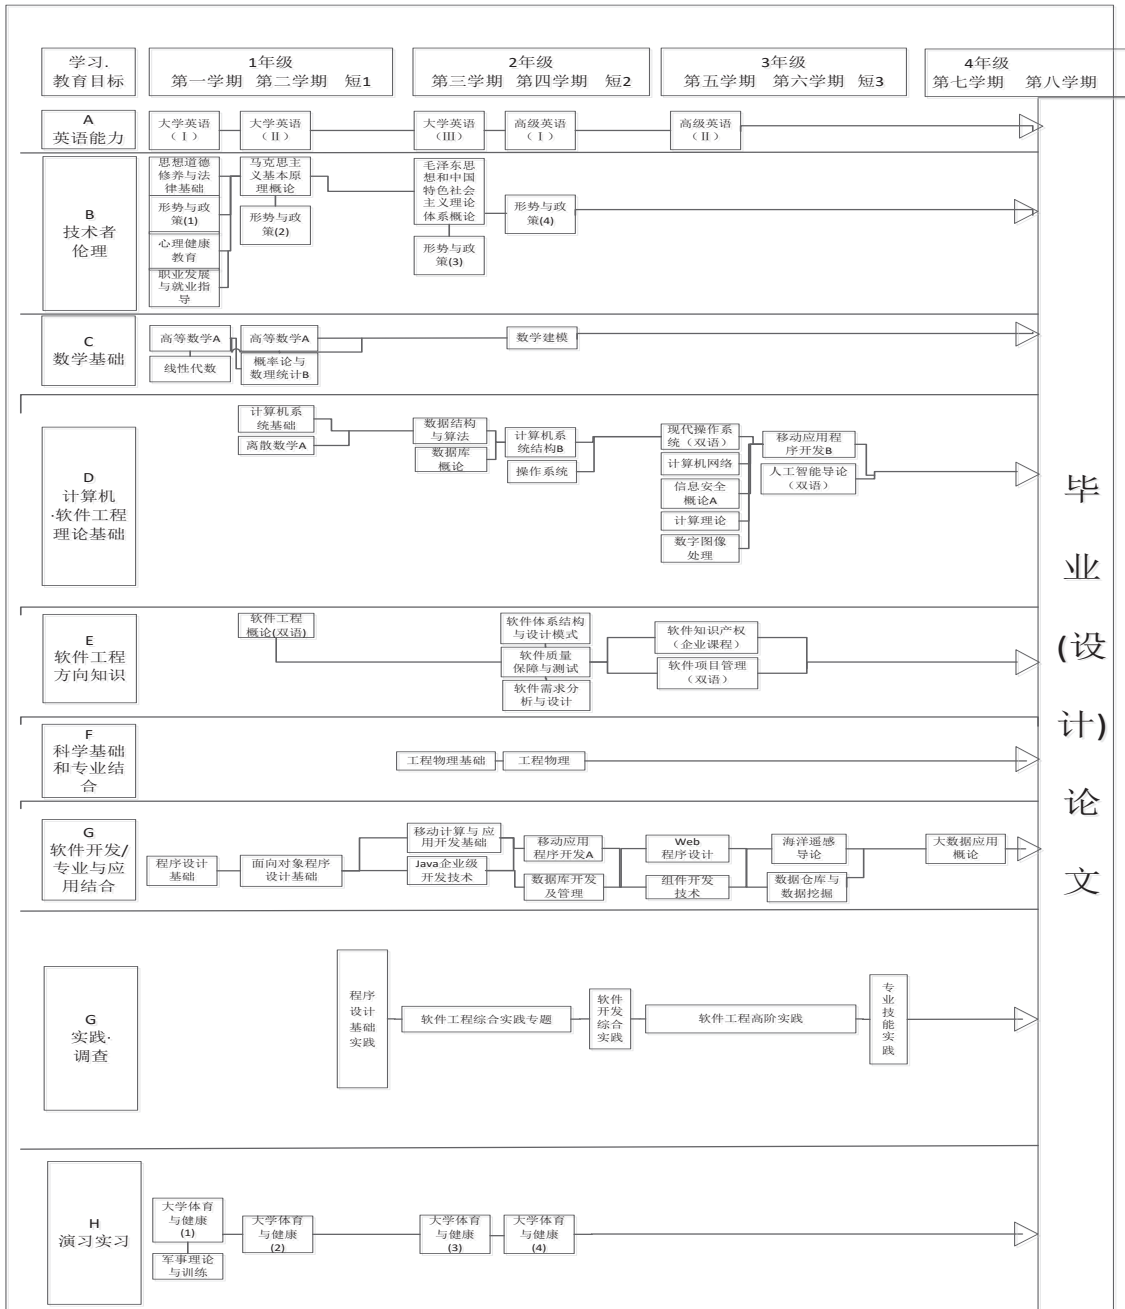 学习.
教育目标
1年级
第一学期 第二学期 短1
2年级
第三学期 第四学期 短2
3年级
第五学期 第六学期 短3
4年级
第七学期 第八学期
A
英语能力
大学英语
（Ⅰ）
大学英语
（Ⅱ）
大学英语
(Ⅲ)
高级英语
（Ⅰ）
高级英语
（Ⅱ）
B
技术者
伦理
思想道德
修养与法
律基础
形势与政
策(1)
心理健康
教育
职业发展
与就业指
导
马克思主
义基本原
理概论
形势与政
策(2)
毛泽东思
想和中国
特色社会
主义理论
体系概论
形势与政
策(3)
形势与政
策(4)
C
数学基础
高等数学A
线性代数
高等数学A
概率论与
数理统计B
数学建模
D
计算机
·软件工程
理论基础
计算机系
统基础
离散数学A
数据结构
与算法
数据库
概论
计算机系
统结构B
操作系统
现代操作系
统（双语）
计算机网络
信息安全
概论A
计算理论
数字图像
处理
移动应用程
序开发B
人工智能导论
（双语）
E
软件工程
方向知识
软件工程
概论(双语)
软件体系结构
与设计模式
软件质量
保障与测试
软件需求分
析与设计
软件知识产权
（企业课程）
软件项目管理
（双语）
F
科学基础
和专业结
合
工程物理基础
工程物理
G
软件开发/
专业与应
用结合
程序设计
基础
面向对象程序
设计基础
移动计算与 应
用开发基础
Java企业级
开发技术
移动应用
程序开发A
数据库开发
及管理
Web
程序设计
组件开发
技术
海洋遥感
导论
数据仓库与
数据挖掘
大数据应用
概论
G
实践·
调查
程序
设计
基础
实践
软件工程综合实践专题
软件
开发
综合
实践
软件工程高阶实践
专
业
技
能
实
践
H
演习实习
大学体育
与健康
(1)
军事理论
与训练
大学体育
与健康
(2)
大学体育
与健康
(3)
大学体育
与健康
(4)
毕
业
(设
计)
论
文